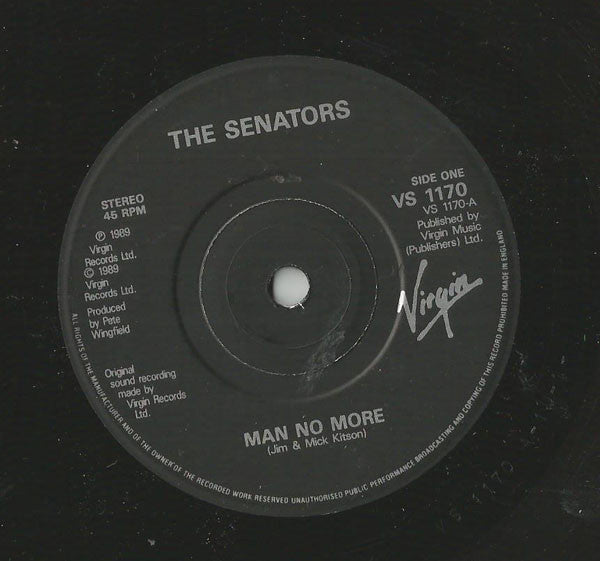 THE SENATORS
STEREO
45 RPM
℗ 1989
Virgin
Records Ltd.
© 1989
Virgin
Records Ltd.
Produced
by Pete
Wingfield
Original
sound recording
made by
Virgin Records
Ltd.
SIDE ONE
VS 1170
VS 1170-A
Published by
Virgin Music
(Publishers) Ltd.
Virgin
MAN NO MORE
(Jim & Mick Kitson)
ALL RIGHTS OF THE MANUFACTURER AND OF THE OWNER OF THE RECORDED WORK RESERVED UNAUTHORISED PUBLIC PERFORMANCE BROADCASTING AND COPYING OF THIS RECORD PROHIBITED MADE IN ENGLAND
VS 1170